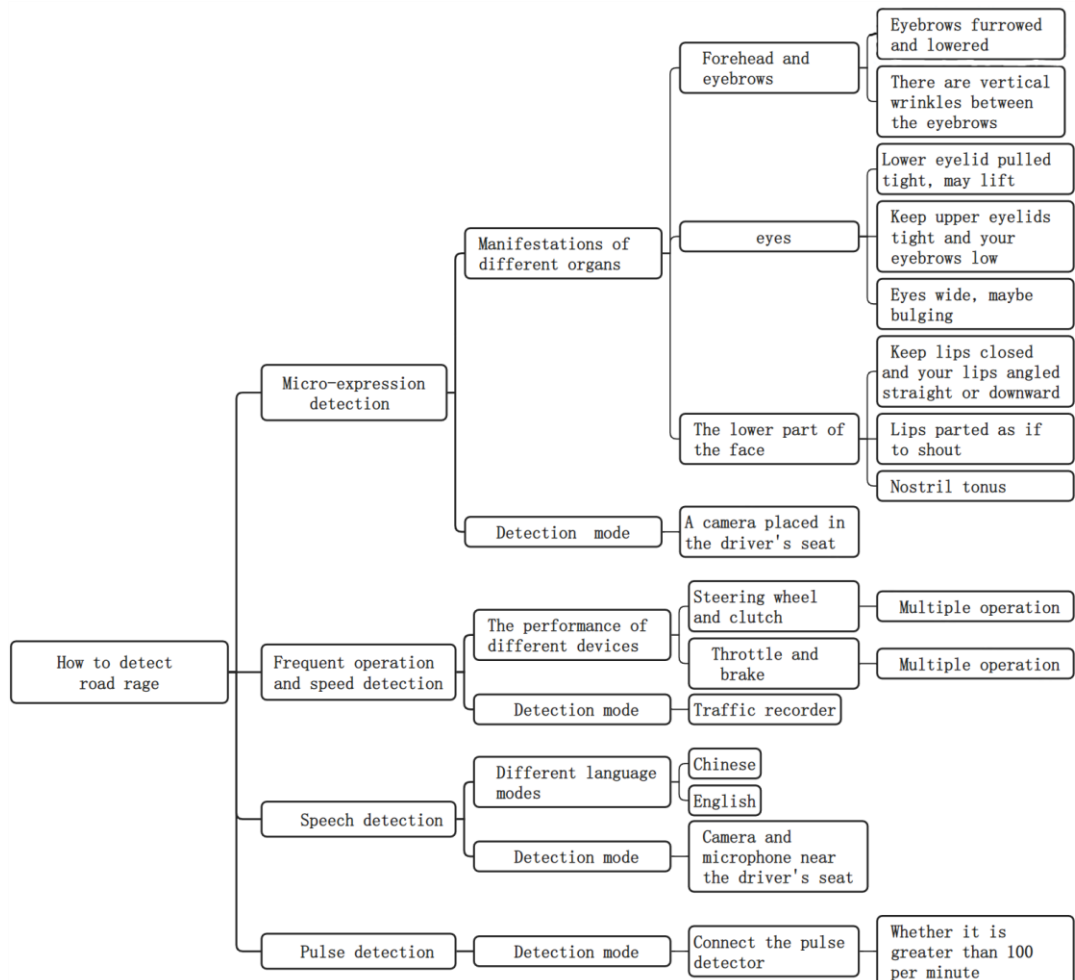 How to detect
road rage
Micro-expression
detection
Manifestations of
different organs
Forehead and
eyebrows
Eyebrows furrowed
and lowered
There are vertical
wrinkles between
the eyebrows
eyes
Lower eyelid pulled
tight, may lift
Keep upper eyelids
tight and your
eyebrows low
Eyes wide, maybe
bulging
The lower part of
the face
Keep lips closed
and your lips angled
straight or downward
Lips parted as if
to shout
Nostril tonus
Detection mode
A camera placed in
the driver's seat
Frequent operation
and speed detection
The performance of
different devices
Steering wheel
and clutch
Multiple operation
Throttle and
brake
Multiple operation
Detection mode
Traffic recorder
Speech detection
Different language
modes
Chinese
English
Detection mode
Camera and
microphone near
the driver's seat
Pulse detection
Detection mode
Connect the pulse
detector
Whether it is
greater than 100
per minute